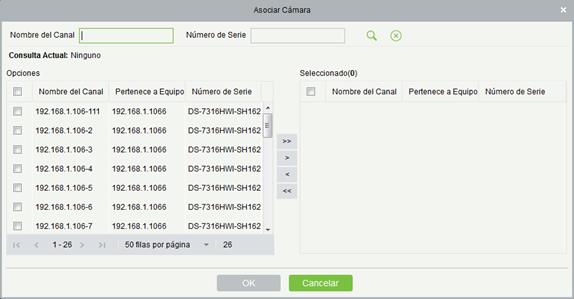 Asociar Cámara
Nombre del Canal Número de Serie
Consulta Actual: Ninguno
Opciones
Nombre del Canal Pertenece a Equipo Número de Serie
192.168.1.106-111 192.168.1.1066 DS-7316HWI-SH162
192.168.1.106-2 192.168.1.1066 DS-7316HWI-SH162
192.168.1.106-3 192.168.1.1066 DS-7316HWI-SH162
192.168.1.106-4 192.168.1.1066 DS-7316HWI-SH162
192.168.1.106-5 192.168.1.1066 DS-7316HWI-SH162
192.168.1.106-6 192.168.1.1066 DS-7316HWI-SH162
192.168.1.106-7 192.168.1.1066 DS-7316HWI-SH162
1 - 26 50 filas por página 26
>>
>
<
<<
Seleccionado(0)
Nombre del Canal Pertenece a Equipo Número de Serie
OK Cancelar